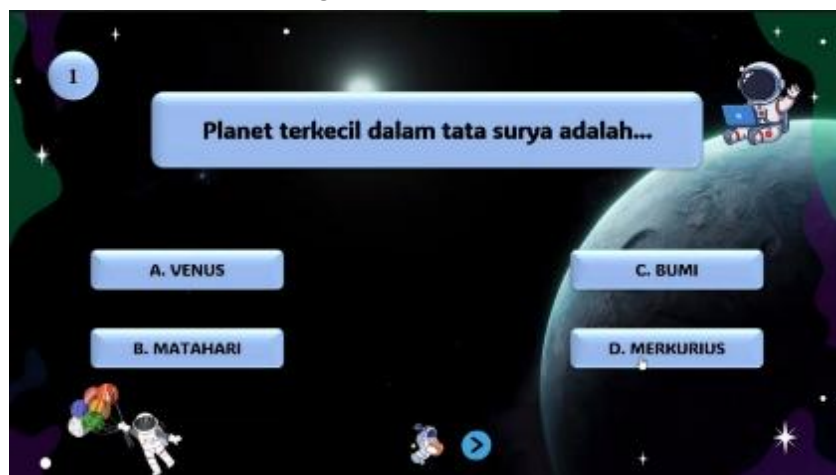 1
Planet terkecil dalam tata surya adalah...
A. VENUS
B. MATAHARI
C. BUMI
D. MERKURIUS